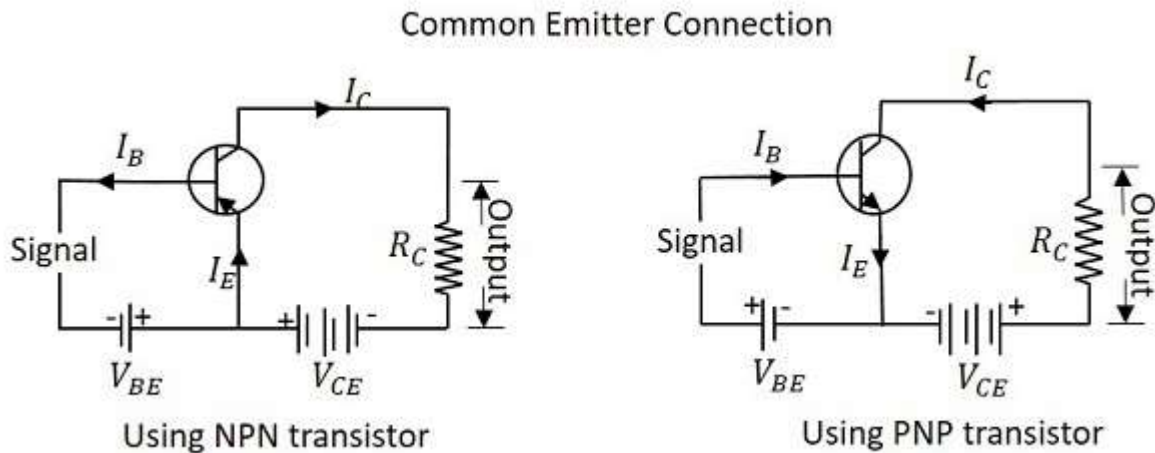 Common Emitter Connection
I_C
I_B
Signal
I_E
R_C
Output
- +
+ -
V_BE
V_CE
Using NPN transistor
I_C
I_B
Signal
I_E
R_C
Output
+ -
- +
V_BE
V_CE
Using PNP transistor